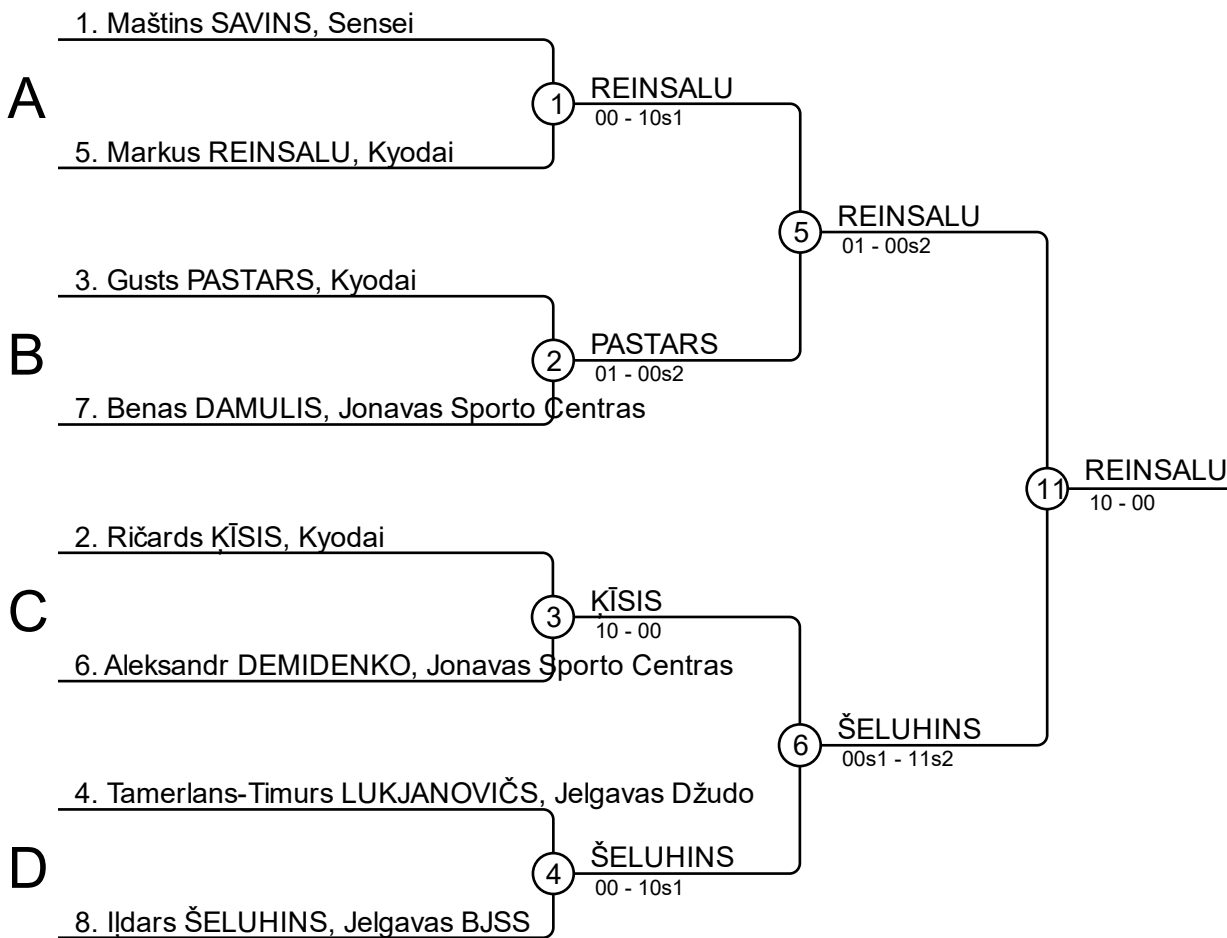 1. Maštins SAVINS, Sensei
A
1
REINSALU
00 - 10s1
5. Markus REINSALU, Kyodai
5
REINSALU
01 - 00s2
3. Gusts PASTARS, Kyodai
B
2
PASTARS
01 - 00s2
7. Benas DAMULIS, Jonavas Sporto Centras
11
REINSALU
10 - 00
2. Ričards ĶĪSIS, Kyodai
C
3
ĶĪSIS
10 - 00
6. Aleksandr DEMIDENKO, Jonavas Sporto Centras
6
ŠELUHINS
00s1 - 11s2
4. Tamerlans-Timurs LUKJANOVIČS, Jelgavas Džudo
D
4
ŠELUHINS
00 - 10s1
8. Iļdars ŠELUHINS, Jelgavas BJSS